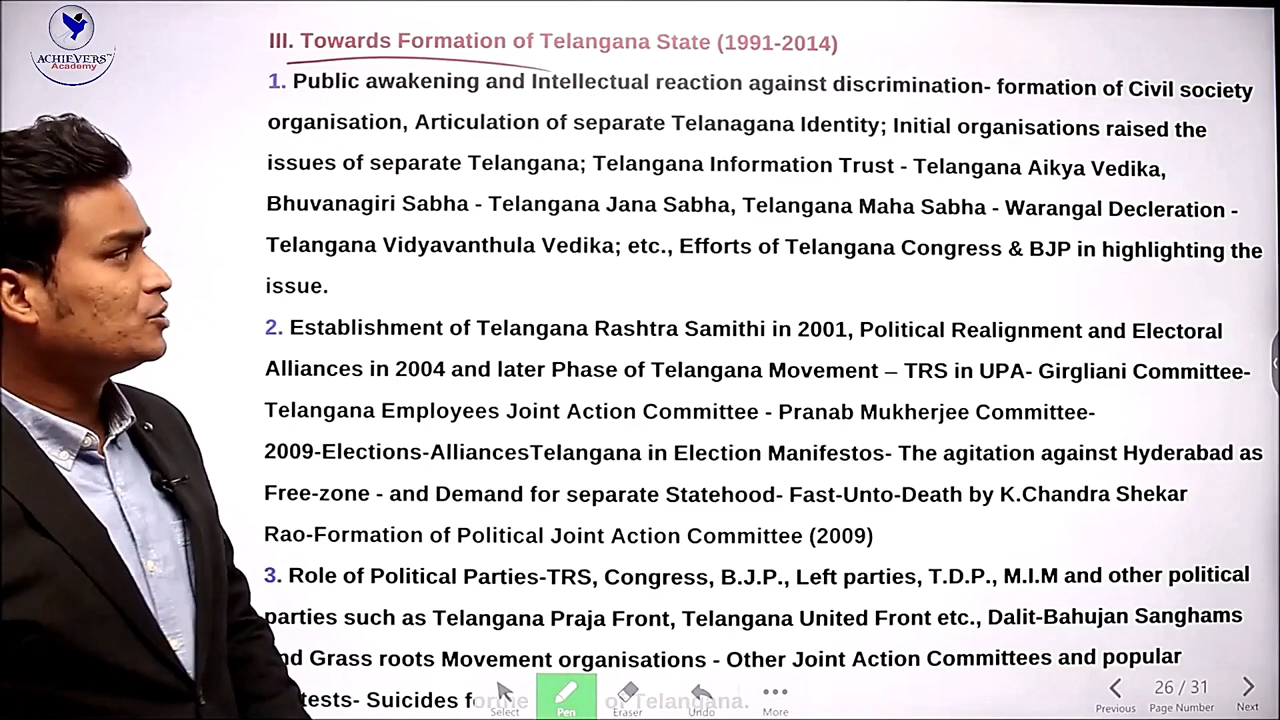 ACHIEVERS
Academy
III. Towards Formation of Telangana State (1991-2014)
1. Public awakening and Intellectual reaction against discrimination- formation of Civil society
organisation, Articulation of separate Telanagana Identity; Initial organisations raised the
issues of separate Telangana; Telangana Information Trust - Telangana Aikya Vedika,
Bhuvanagiri Sabha - Telangana Jana Sabha, Telangana Maha Sabha - Warangal Decleration -
Telangana Vidyavanthula Vedika; etc., Efforts of Telangana Congress & BJP in highlighting the
issue.
2. Establishment of Telangana Rashtra Samithi in 2001, Political Realignment and Electoral
Alliances in 2004 and later Phase of Telangana Movement – TRS in UPA- Girgliani Committee-
Telangana Employees Joint Action Committee - Pranab Mukherjee Committee-
2009-Elections-AlliancesTelangana in Election Manifestos- The agitation against Hyderabad as
Free-zone - and Demand for separate Statehood- Fast-Unto-Death by K.Chandra Shekar
Rao-Formation of Political Joint Action Committee (2009)
3. Role of Political Parties-TRS, Congress, B.J.P., Left parties, T.D.P., M.I.M and other political
parties such as Telangana Praja Front, Telangana United Front etc., Dalit-Bahujan Sanghams
nd Grass roots Movement organisations - Other Joint Action Committees and popular
tests- Suicides for the of Telangana.
Select Pen Eraser Undo More
Previous 26 / 31 Page Number Next